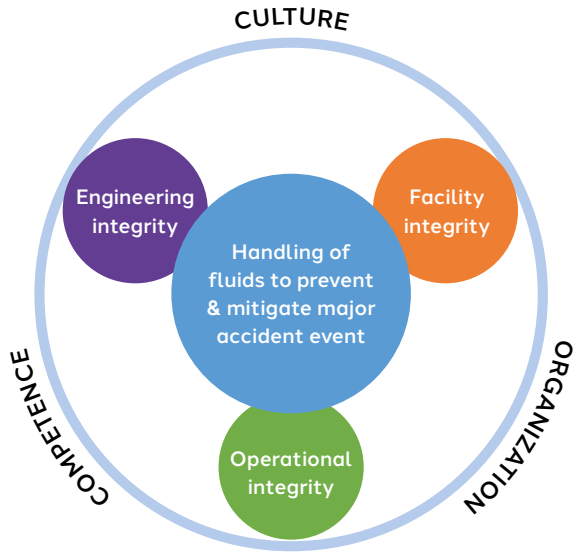 CULTURE
Engineering
integrity
Facility
integrity
Handling of
fluids to prevent
& mitigate major
accident event
COMPETENCE
ORGANIZATION
Operational
integrity